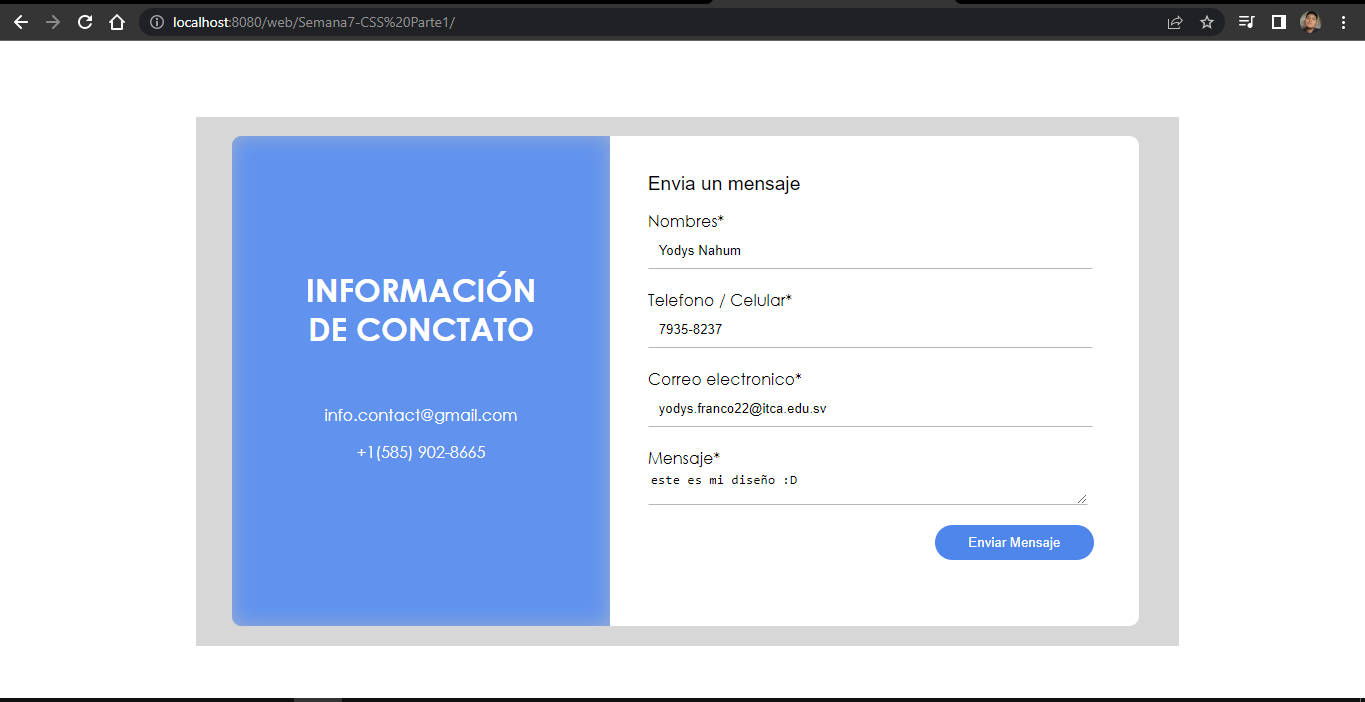 localhost:8080/web/Semana7-CSS%20Parte1/
INFORMACIÓN
DE CONCTATO
info.contact@gmail.com
+1(585) 902-8665
Envia un mensaje
Nombres*
Yodys Nahum
Telefono / Celular*
7935-8237
Correo electronico*
yodys.franco22@itca.edu.sv
Mensaje*
este es mi diseño :D
Enviar Mensaje